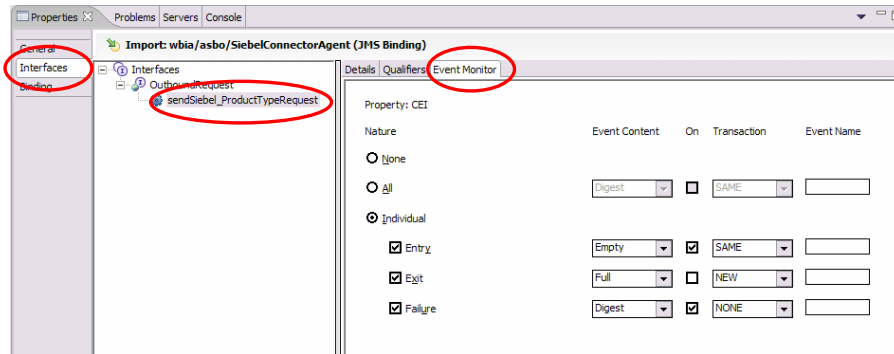 Properties Problems Servers Console
General
Import: wbia/asbo/SiebelConnectorAgent (JMS Binding)
Interfaces
Binding
Interfaces
OutboundRequest
sendSiebel_ProductTypeRequest
Details Qualifiers Event Monitor
Property: CEI
Nature Event Content On Transaction Event Name
None
All Digest SAME
Individual
Entry Empty SAME
Exit Full NEW
Failure Digest NONE